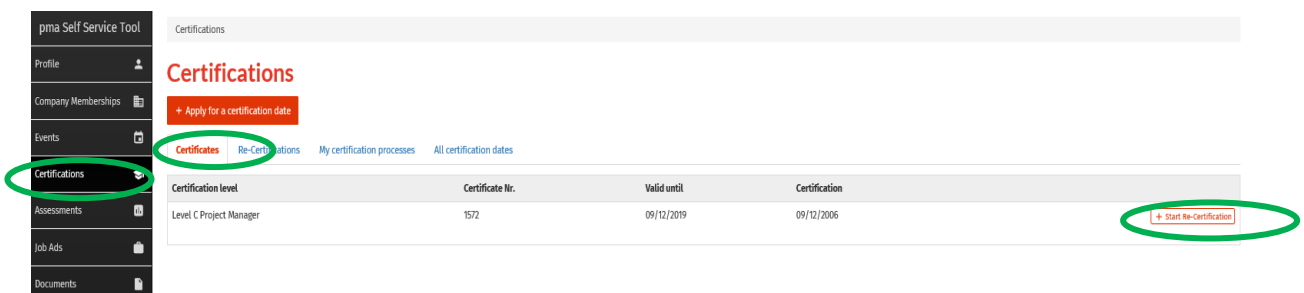 pma Self Service Tool
Profile
Company Memberships
Events
Certifications
Assessments
Job Ads
Documents
Certifications
Certifications
+ Apply for a certification date
Certificates Re-Certifications My certification processes All certification dates
Certification level Certificate Nr. Valid until Certification
Level C Project Manager 1572 09/12/2019 09/12/2006 + Start Re-Certification